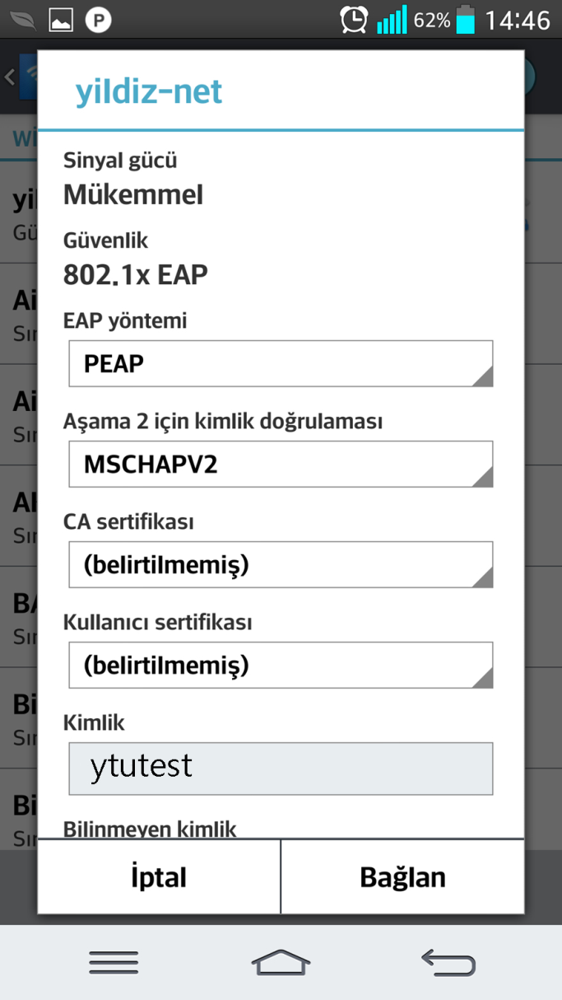 P 62% 14:46
yildiz-net
Sinyal gücü
Mükemmel
Güvenlik
802.1x EAP
EAP yöntemi
PEAP
Aşama 2 için kimlik doğrulaması
MSCHAPV2
CA sertifikası
(belirtilmemiş)
Kullanıcı sertifikası
(belirtilmemiş)
Kimlik
ytutest
Bilinmeyen kimlik
İptal
Bağlan